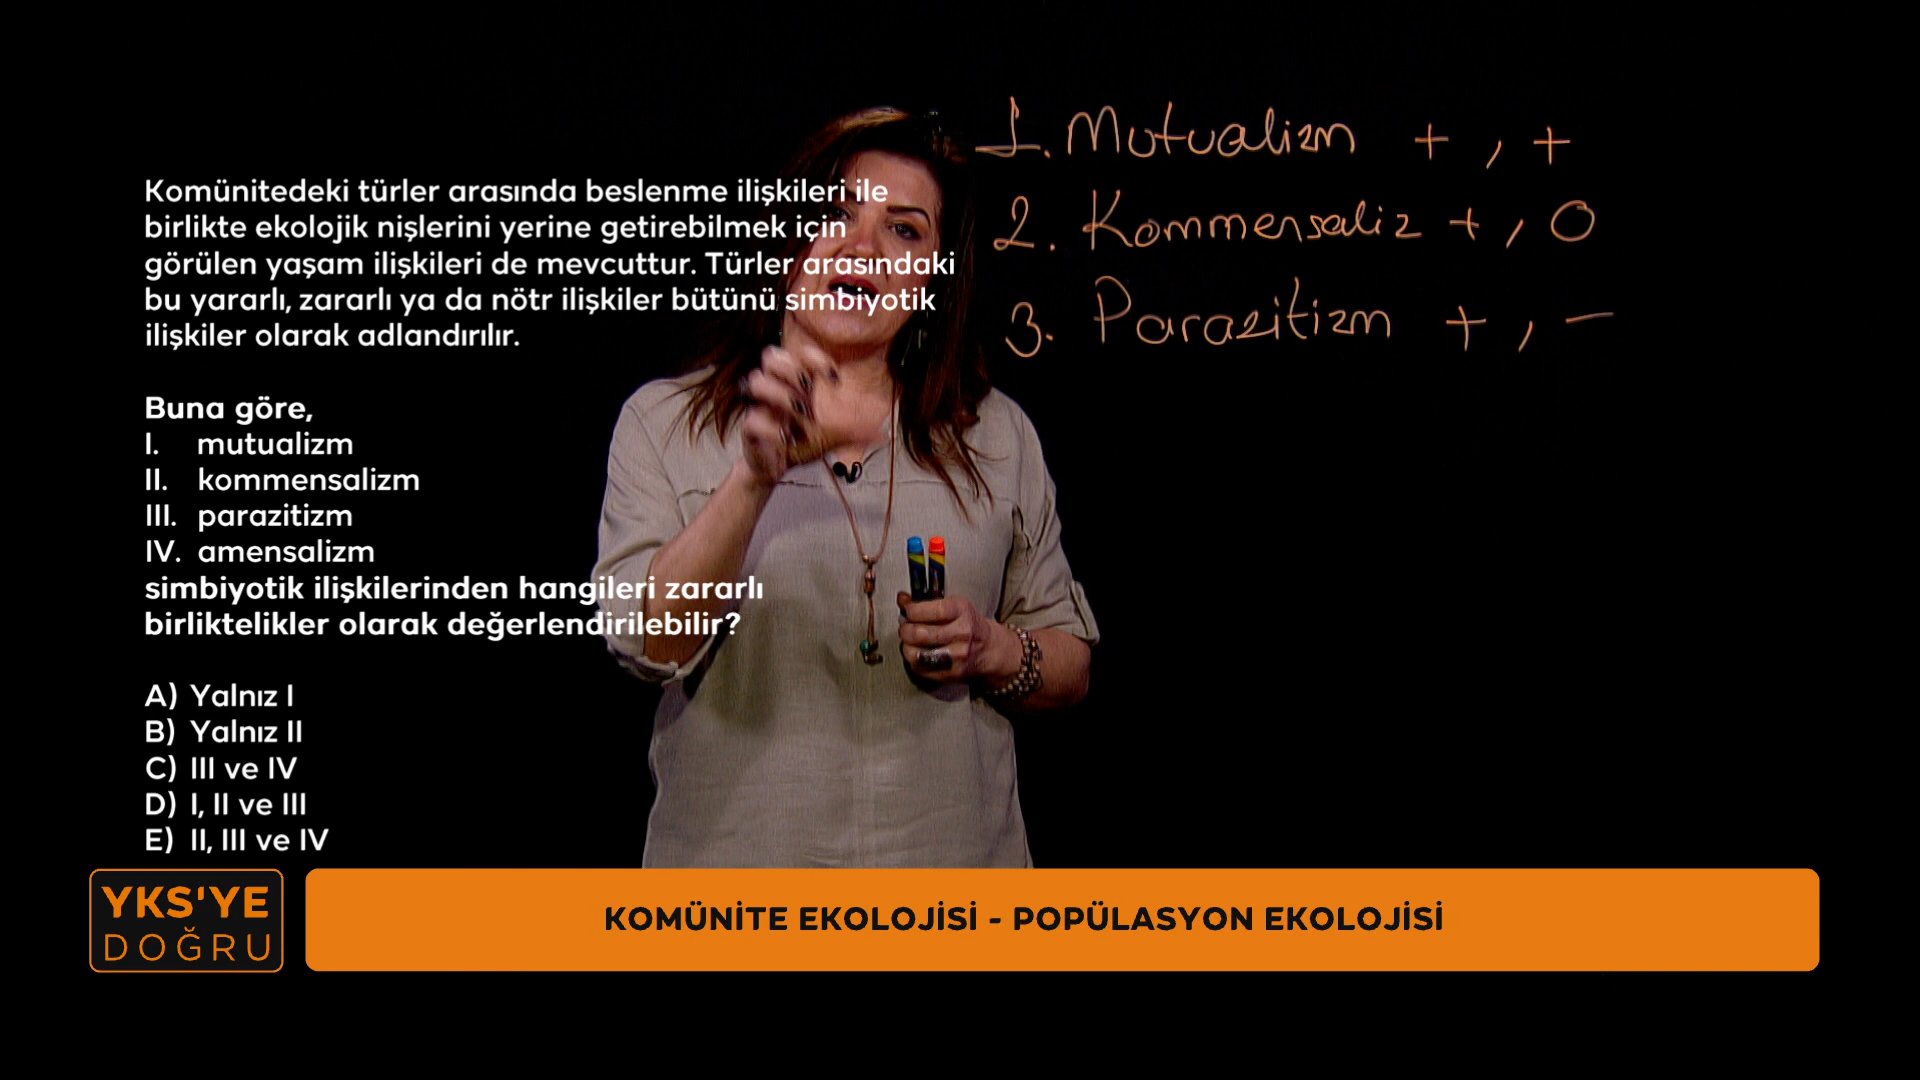 Komünitedeki türler arasında beslenme ilişkileri ile
birlikte ekolojik nişlerini yerine getirebilmek için
görülen yaşam ilişkileri de mevcuttur. Türler arasındaki
bu yararlı, zararlı ya da nötr ilişkiler bütünü simbiyotik
ilişkiler olarak adlandırılır.
Buna göre,
I. mutualizm
II. kommensalizm
III. parazitizm
IV. amensalizm
simbiyotik ilişkilerinden hangileri zararlı
birliktelikler olarak değerlendirilebilir?
A) Yalnız I
B) Yalnız II
C) III ve IV
D) I, II ve III
E) II, III ve IV
1. Mutualizm + , +
2. Kommensaliz + , 0
3. Parazitizm + , -
YKS'YE
DOĞRU
KOMÜNİTE EKOLOJİSİ - POPÜLASYON EKOLOJİSİ